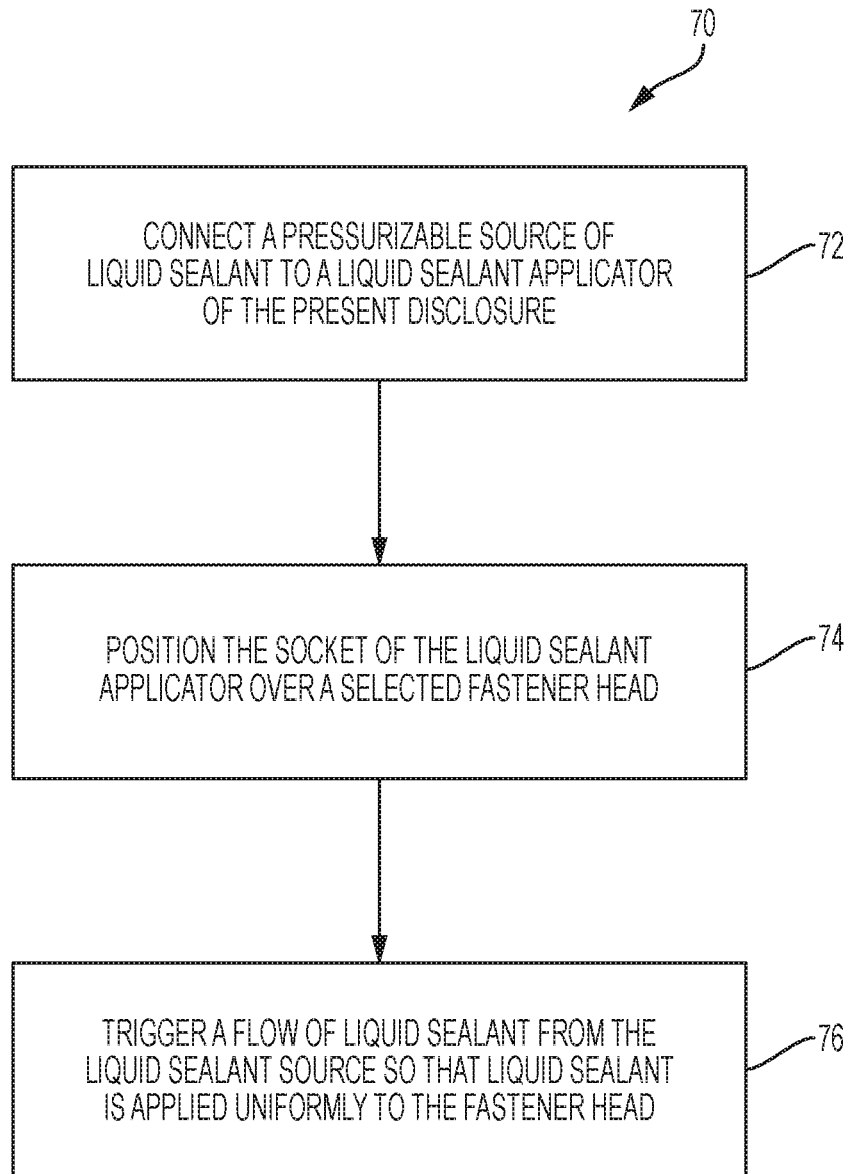 70
CONNECT A PRESSURIZABLE SOURCE OF
LIQUID SEALANT TO A LIQUID SEALANT APPLICATOR
OF THE PRESENT DISCLOSURE
72
POSITION THE SOCKET OF THE LIQUID SEALANT
APPLICATOR OVER A SELECTED FASTENER HEAD
74
TRIGGER A FLOW OF LIQUID SEALANT FROM THE
LIQUID SEALANT SOURCE SO THAT LIQUID SEALANT
IS APPLIED UNIFORMLY TO THE FASTENER HEAD
76